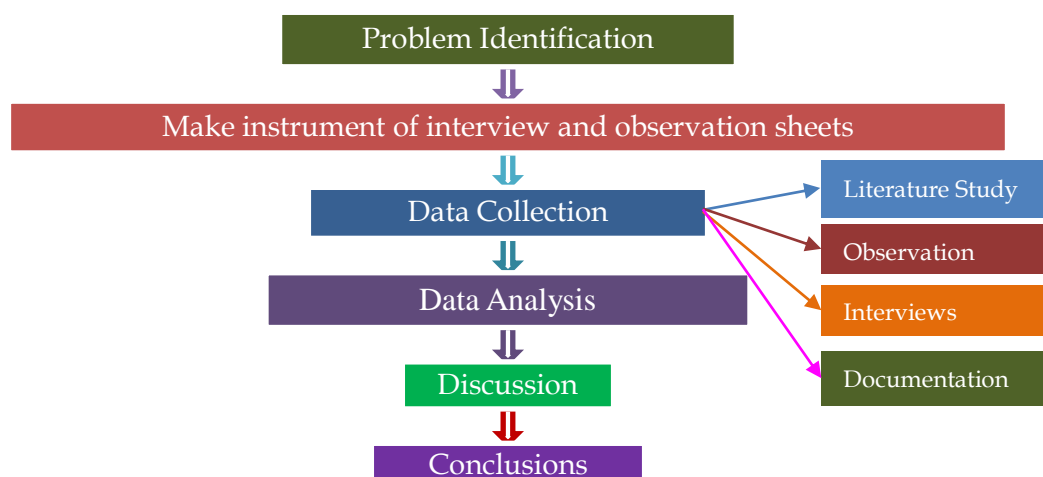 Problem Identification
Make instrument of interview and observation sheets
Data Collection
Literature Study
Observation
Interviews
Documentation
Data Analysis
Discussion
Conclusions